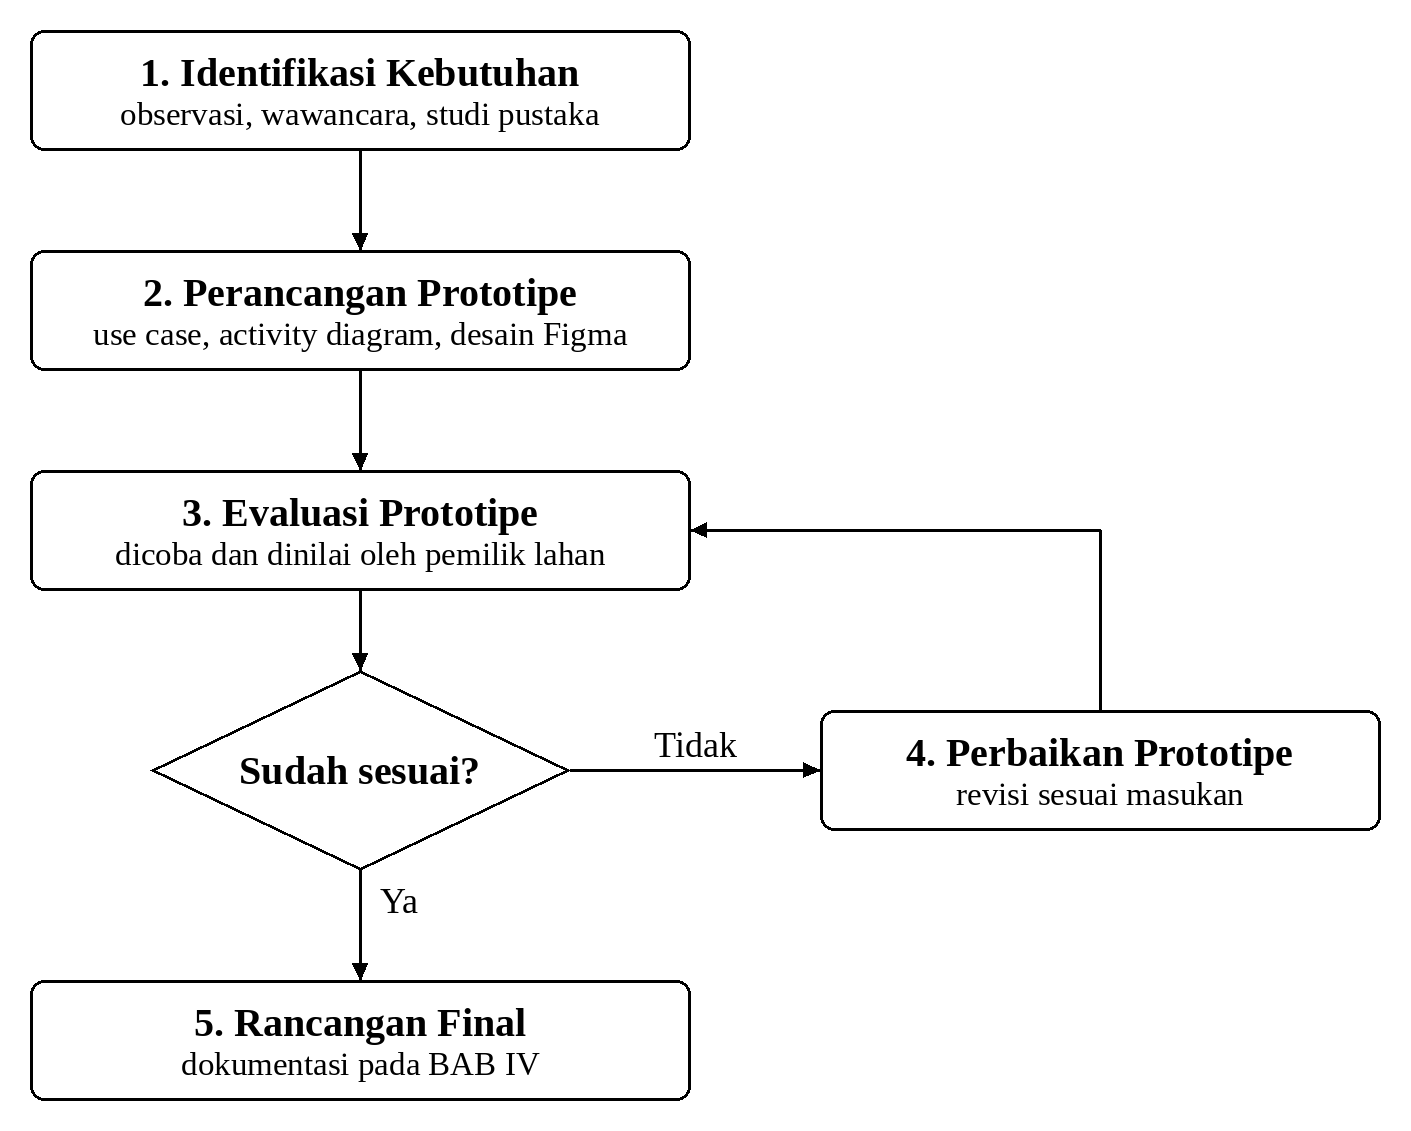 1. Identifikasi Kebutuhan
observasi, wawancara, studi pustaka
2. Perancangan Prototipe
use case, activity diagram, desain Figma
3. Evaluasi Prototipe
dicoba dan dinilai oleh pemilik lahan
Sudah sesuai?
Tidak
4. Perbaikan Prototipe
revisi sesuai masukan
Ya
5. Rancangan Final
dokumentasi pada BAB IV